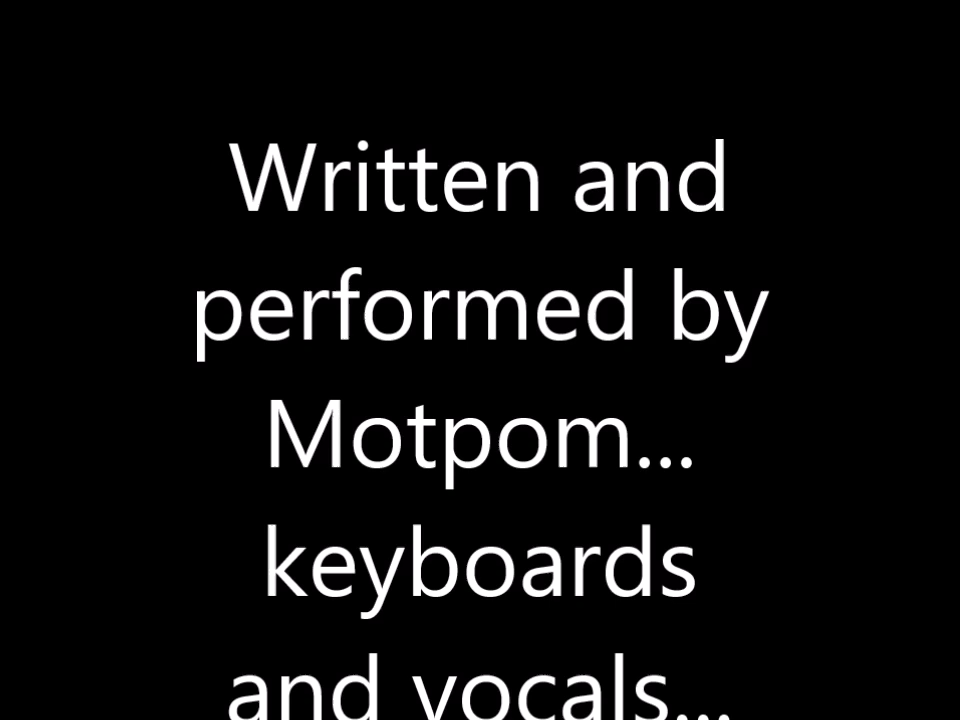 Written and
performed by
Motpom...
keyboards
and vocals...